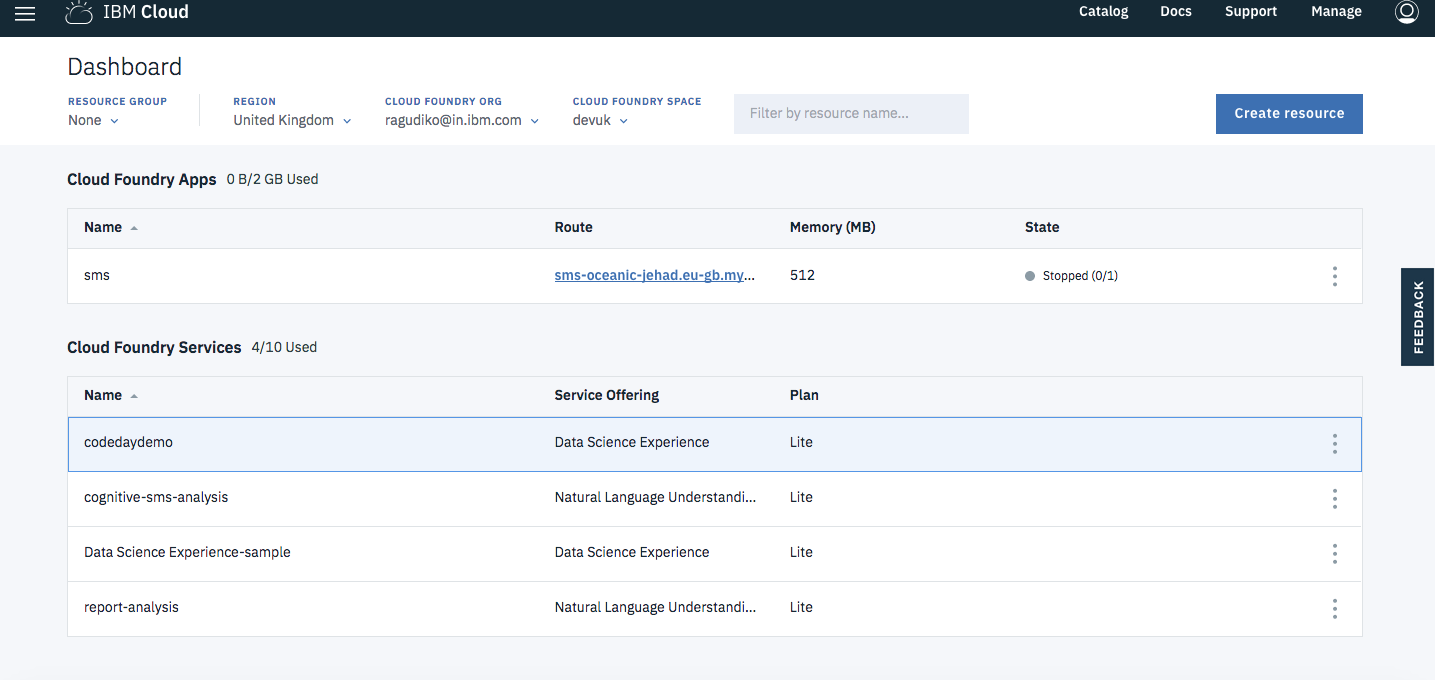 IBM Cloud
Catalog Docs Support Manage
Dashboard
RESOURCE GROUP REGION CLOUD FOUNDRY ORG CLOUD FOUNDRY SPACE
None United Kingdom ragudiko@in.ibm.com devuk
Filter by resource name...
Create resource
Cloud Foundry Apps 0 B/2 GB Used
Name Route Memory (MB) State
sms sms-oceanic-jehad.eu-gb.my... 512 Stopped (0/1)
FEEDBACK
Cloud Foundry Services 4/10 Used
Name Service Offering Plan
codedaydemo Data Science Experience Lite
cognitive-sms-analysis Natural Language Understandi... Lite
Data Science Experience-sample Data Science Experience Lite
report-analysis Natural Language Understandi... Lite